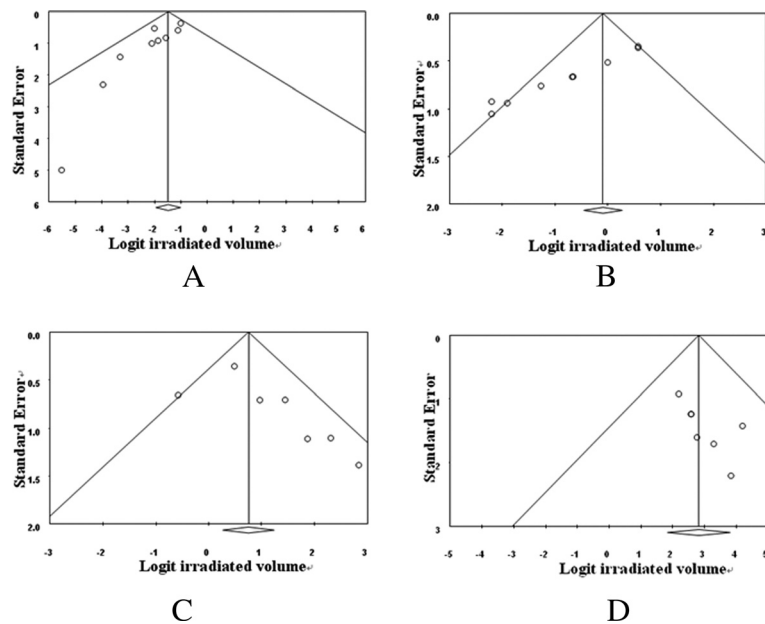 0
1
2
3
4
5
6
Standard Error
-6 -5 -4 -3 -2 -1 0 1 2 3 4 5 6
Logit irradiated volume
A
0.0
0.5
1.0
1.5
2.0
Standard Error
-3 -2 -1 0 1 2 3
Logit irradiated volume
B
0.0
0.5
1.0
1.5
2.0
Standard Error
-3 -2 -1 0 1 2 3
Logit irradiated volume
C
0
1
2
3
Standard Error
-5 -4 -3 -2 -1 0 1 2 3 4 5
Logit irradiated volume
D